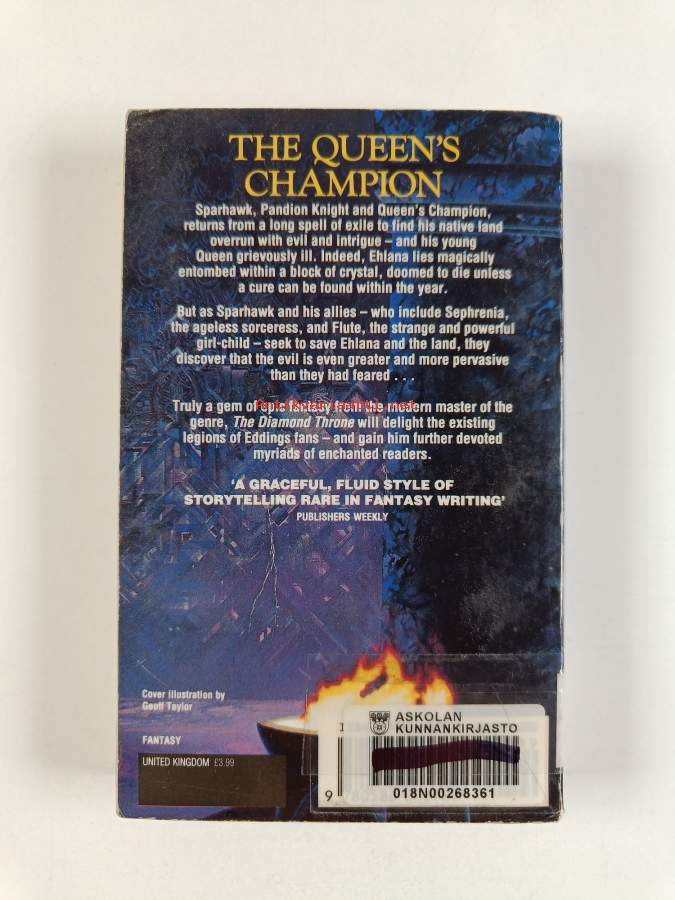 THE QUEEN'S
CHAMPION
Sparhawk, Pandion Knight and Queen's Champion,
returns from a long spell of exile to find his native land
overrun with evil and intrigue – and his young
Queen grievously ill. Indeed, Ehlana lies magically
entombed within a block of crystal, doomed to die unless
a cure can be found within the year.
But as Sparhawk and his allies – who include Sephrenia,
the ageless sorceress, and Flute, the strange and powerful
girl-child – seek to save Ehlana and the land, they
discover that the evil is even greater and more pervasive
than they had feared . . .
Truly a gem of epic fantasy from the modern master of the
genre, The Diamond Throne will delight the existing
legions of Eddings fans – and gain him further devoted
myriads of enchanted readers.
'A GRACEFUL, FLUID STYLE OF
STORYTELLING RARE IN FANTASY WRITING'
PUBLISHERS WEEKLY
Cover illustration by
Geoff Taylor
FANTASY
UNITED KINGDOM £3.99
ASKOLAN
KUNNANKIRJASTO
018N00268361
9